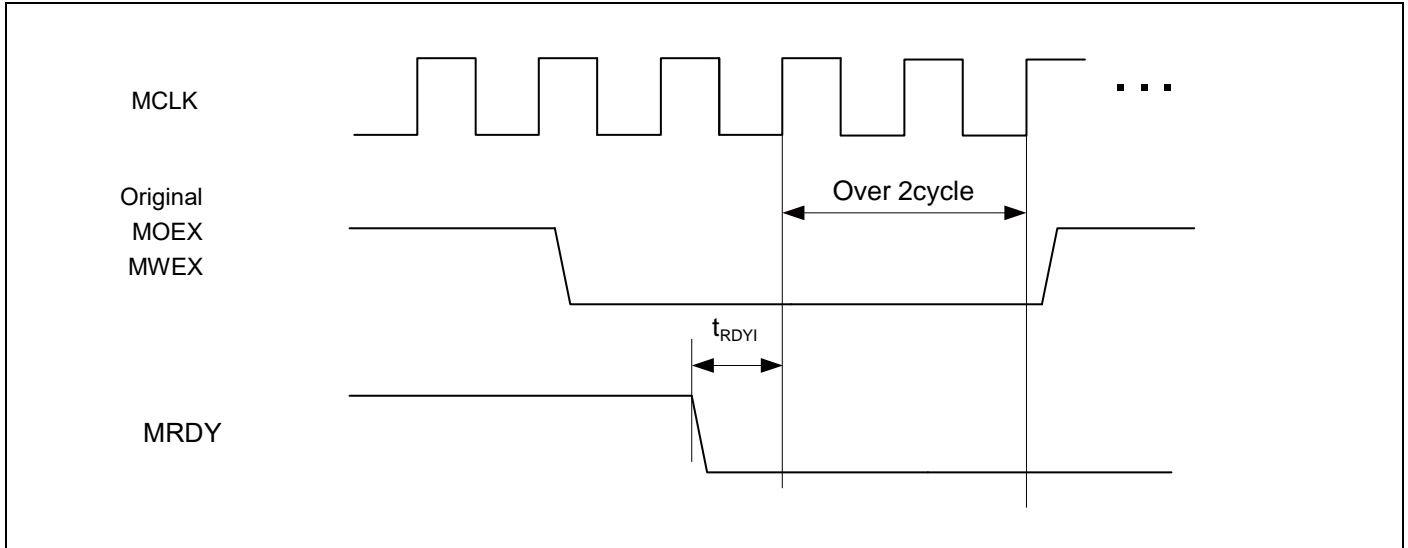 MCLK
Original
Over 2cycle
MOEX
MWEX
tRDYI
MRDY